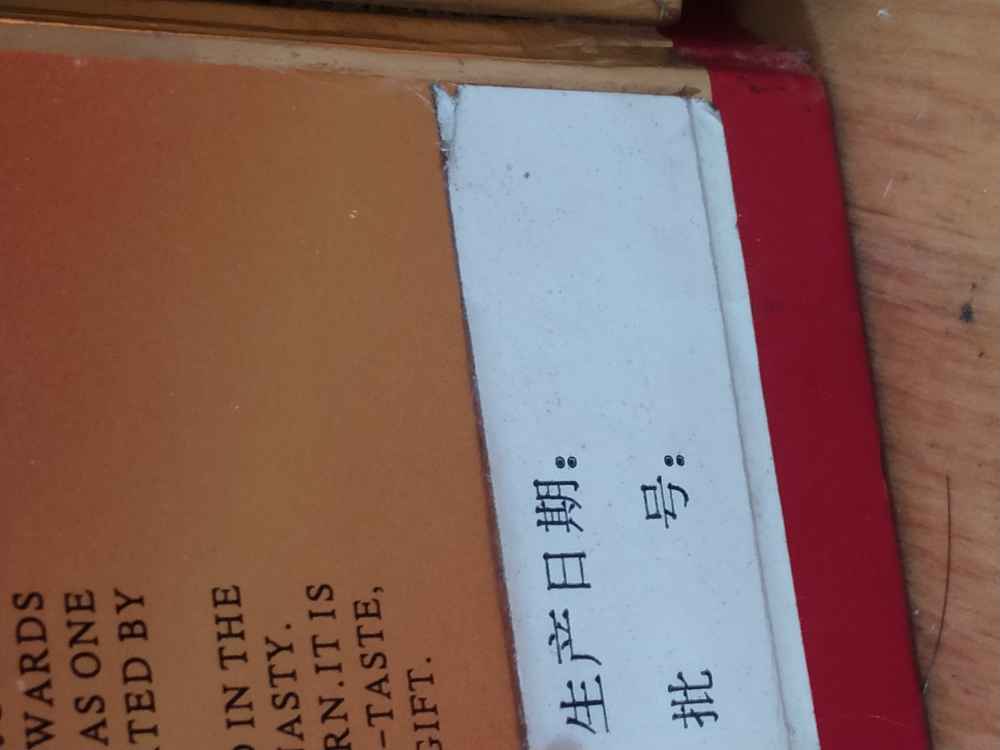 WARDS
AS ONE
TED BY
IN THE
ASTY.
RN.IT IS
-TASTE,
GIFT.
生产日期:
批 号: